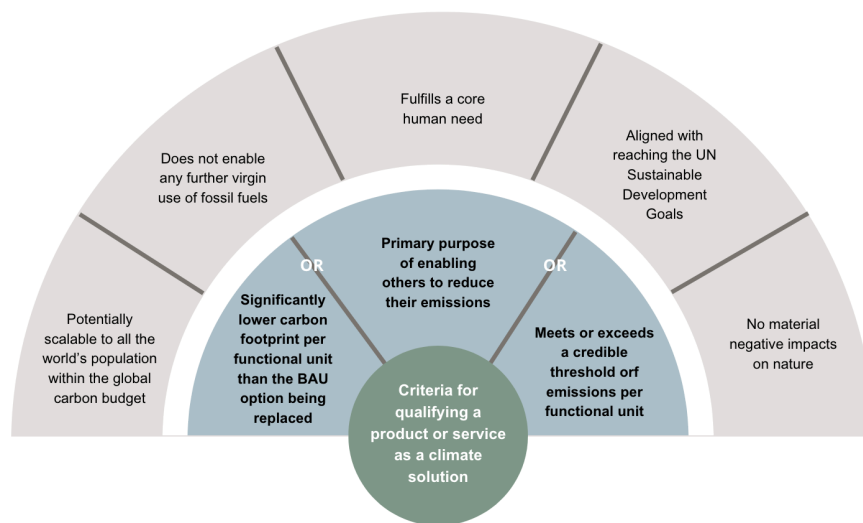 Fulfills a core
human need
Does not enable
any further virgin
use of fossil fuels
Aligned with
reaching the UN
Sustainable
Development
Goals
Potentially
scalable to all the
world's population
within the global
carbon budget
No material
negative impacts
on nature
OR
OR
Significantly
lower carbon
footprint per
functional unit
than the BAU
option being
replaced
Primary purpose
of enabling
others to reduce
their emissions
Meets or exceeds
a credible
threshold orf
emissions per
functional unit
Criteria for
qualifying a
product or service
as a climate
solution